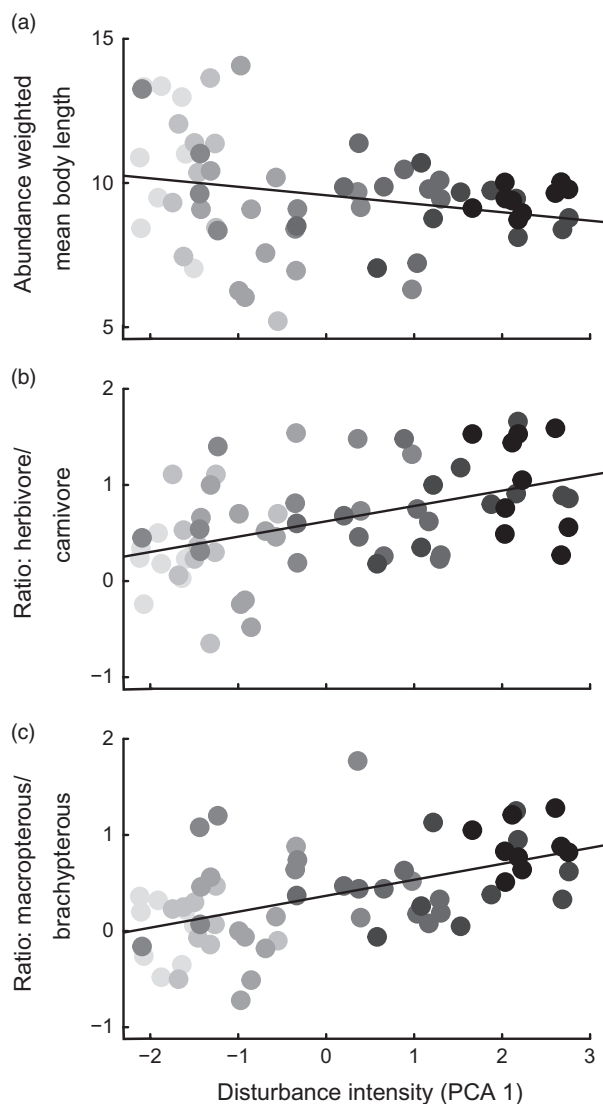 (a)
15
10
5
Abundance weighted
mean body length
(b)
2
1
0
−1
Ratio: herbivore/
carnivore
(c)
2
1
0
−1
Ratio: macropterous/
brachypterous
−2 −1 0 1 2 3
Disturbance intensity (PCA 1)